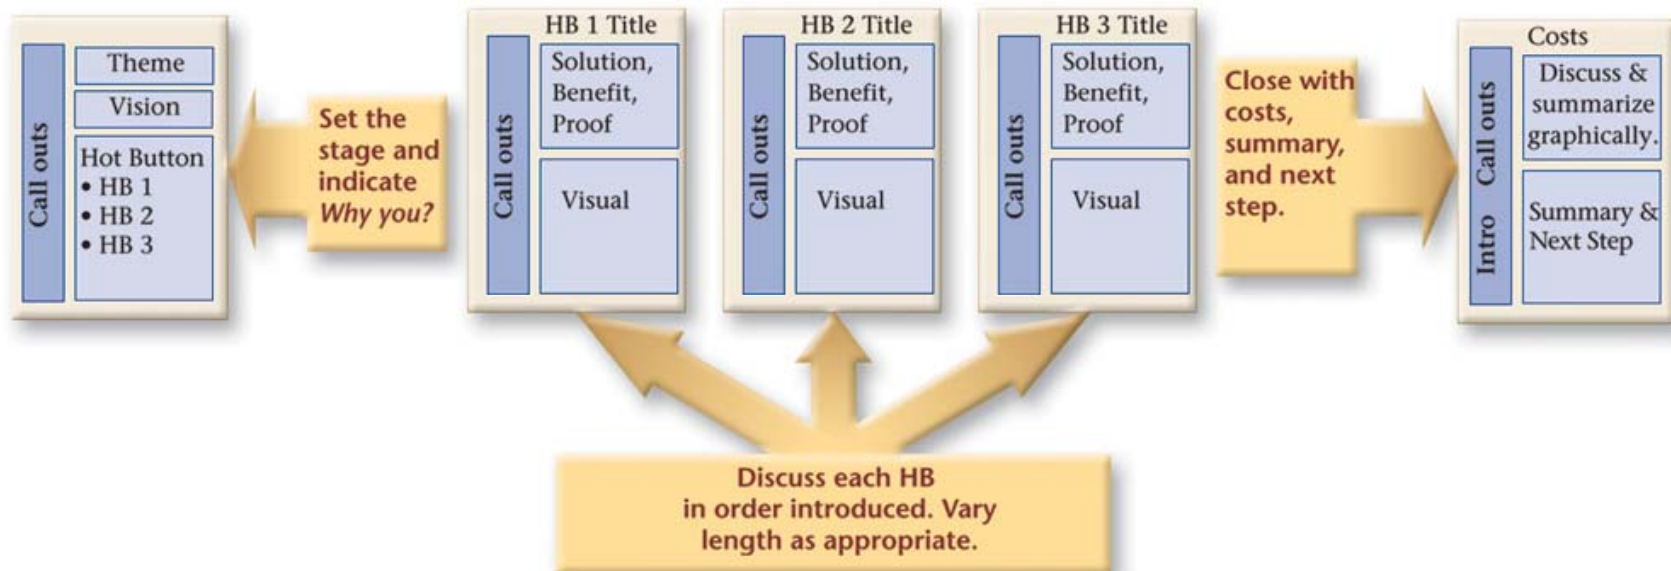 Call outs
Theme
Vision
Hot Button
• HB 1
• HB 2
• HB 3
Set the
stage and
indicate
Why you?
HB 1 Title
Call outs
Solution,
Benefit,
Proof
Visual
HB 2 Title
Call outs
Solution,
Benefit,
Proof
Visual
HB 3 Title
Call outs
Solution,
Benefit,
Proof
Visual
Close with
costs,
summary,
and next
step.
Costs
Intro Call outs
Discuss &
summarize
graphically.
Summary &
Next Step
Discuss each HB
in order introduced. Vary
length as appropriate.